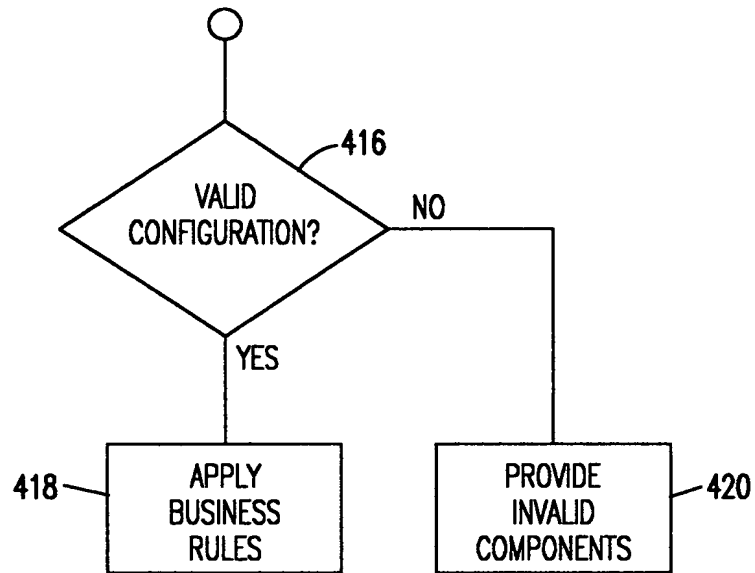 416
VALID
CONFIGURATION?
NO
YES
418
APPLY
BUSINESS
RULES
PROVIDE
INVALID
COMPONENTS
420